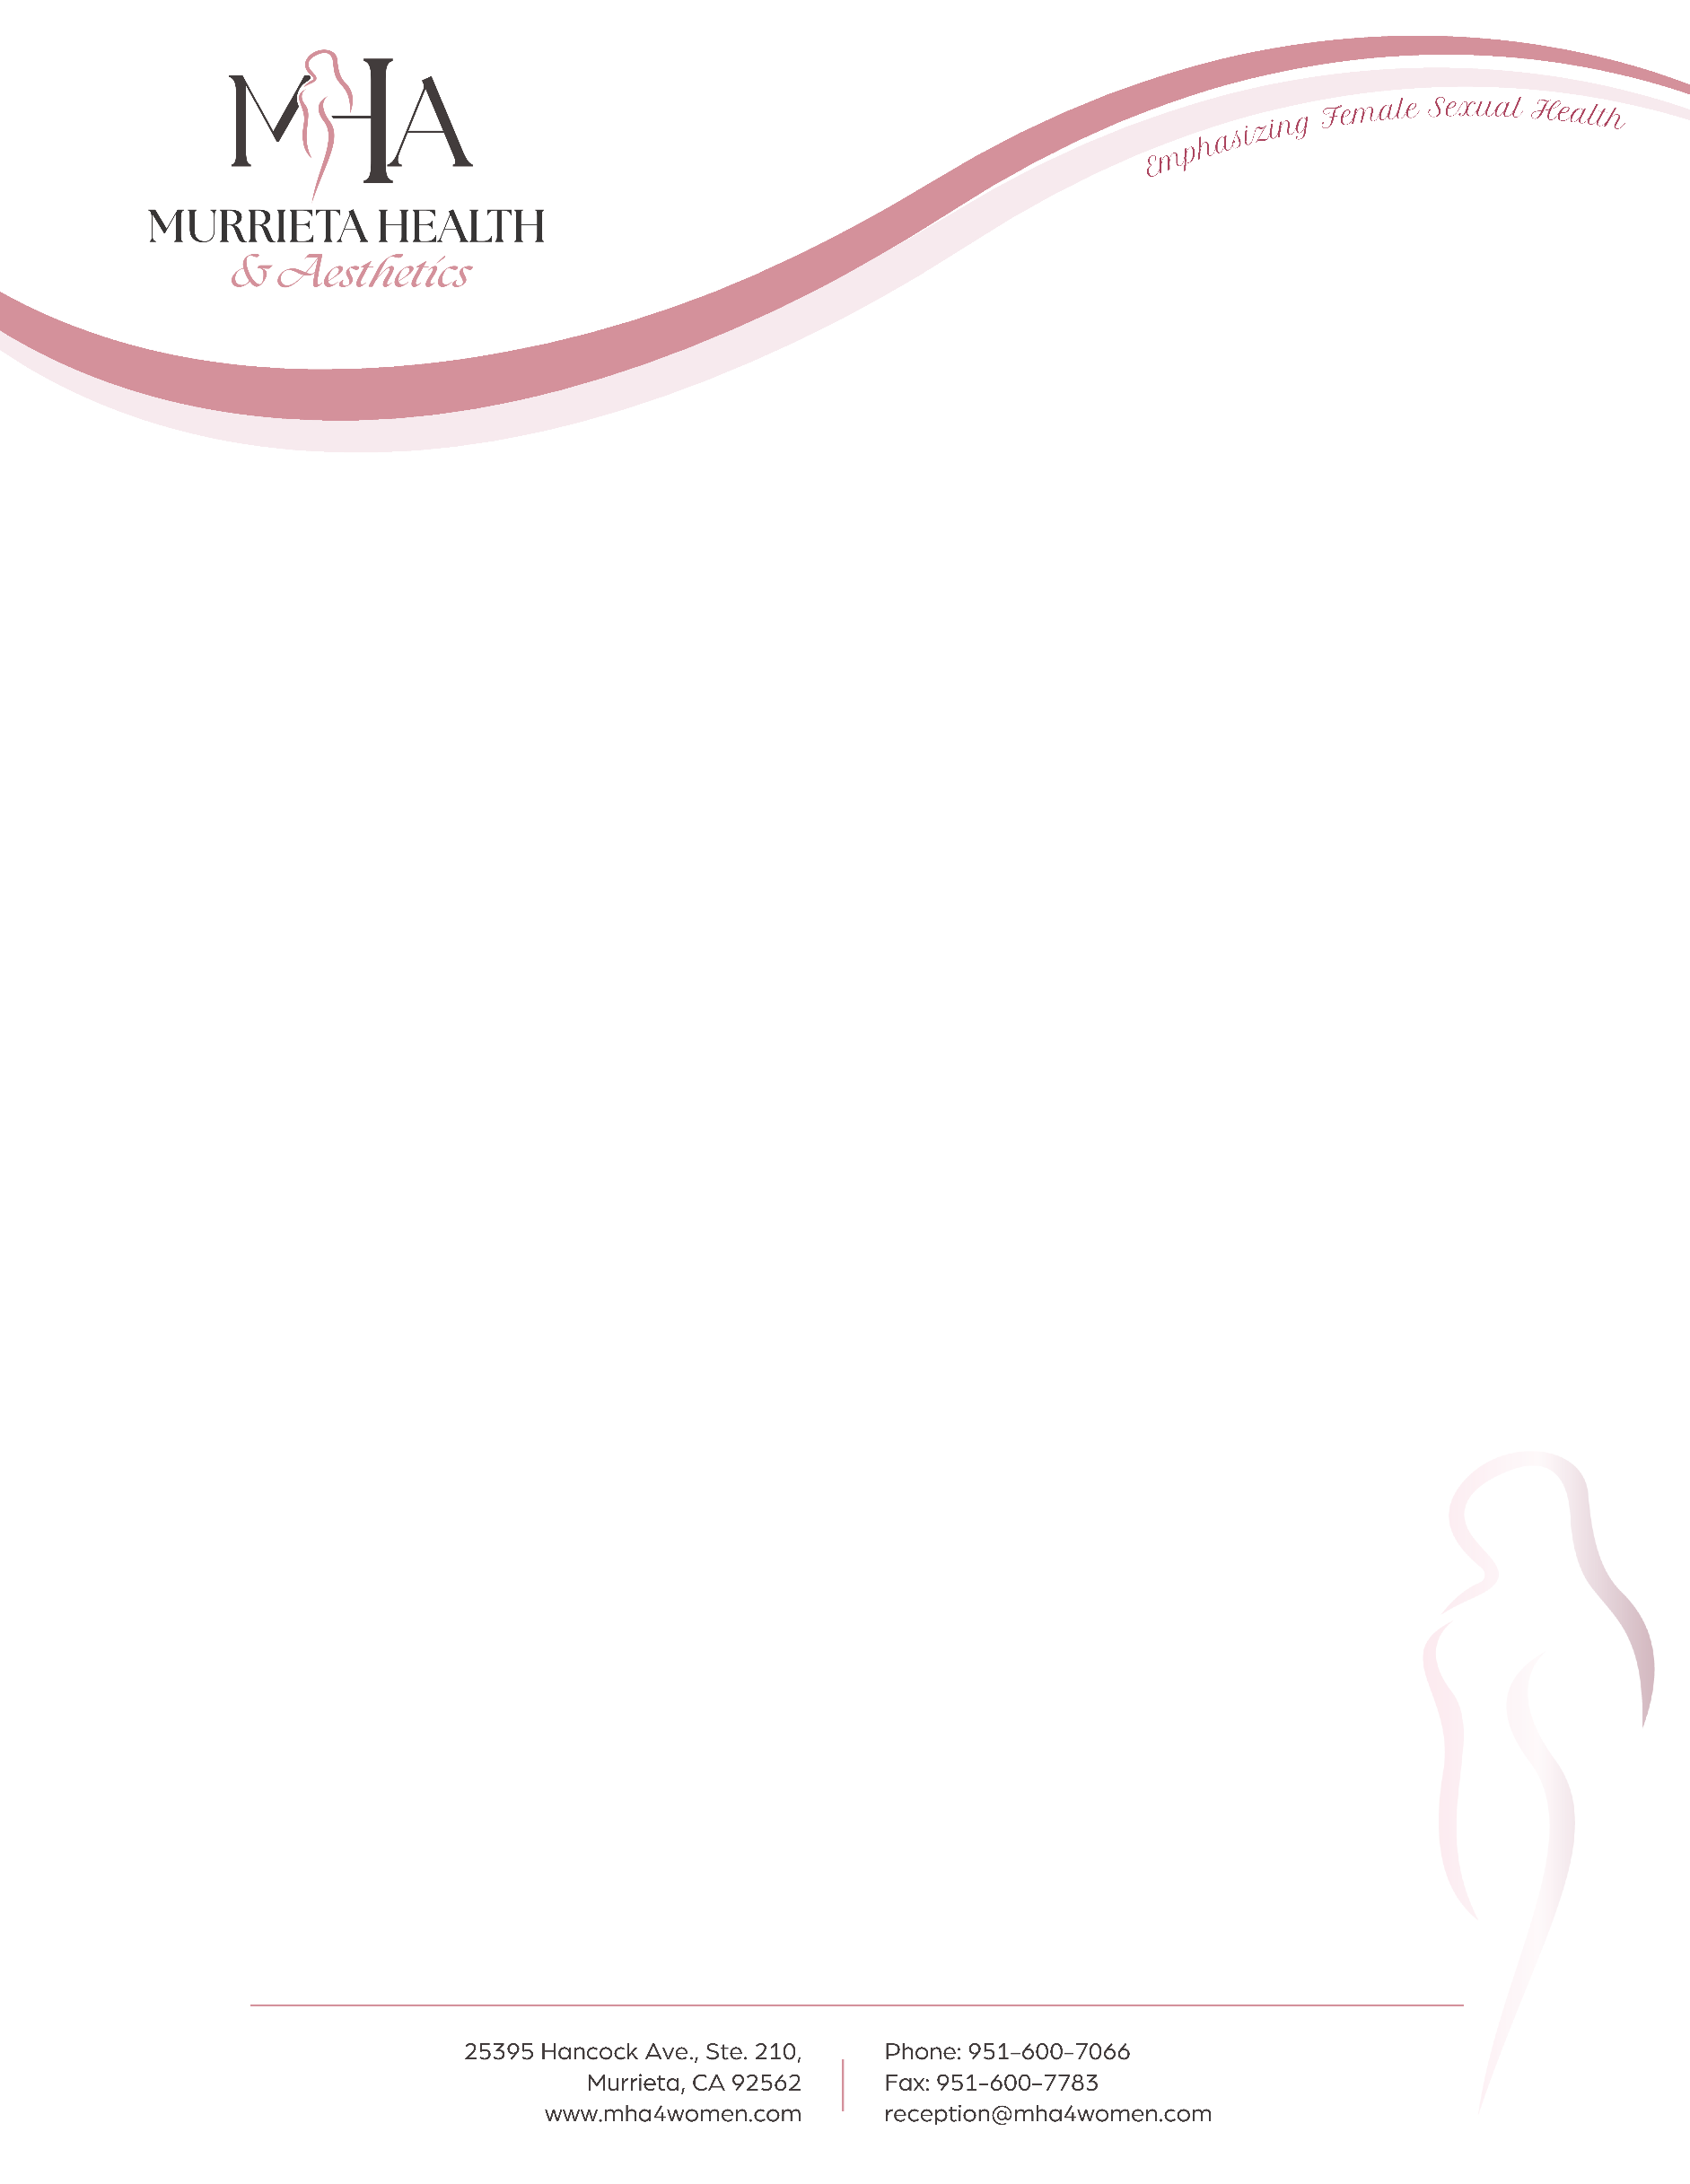 MHA
MURRIETA HEALTH
& Aesthetics
Emphasizing Female Sexual Health
25395 Hancock Ave., Ste. 210,
Murrieta, CA 92562
www.mha4women.com
Phone: 951-600-7066
Fax: 951-600-7783
reception@mha4women.com